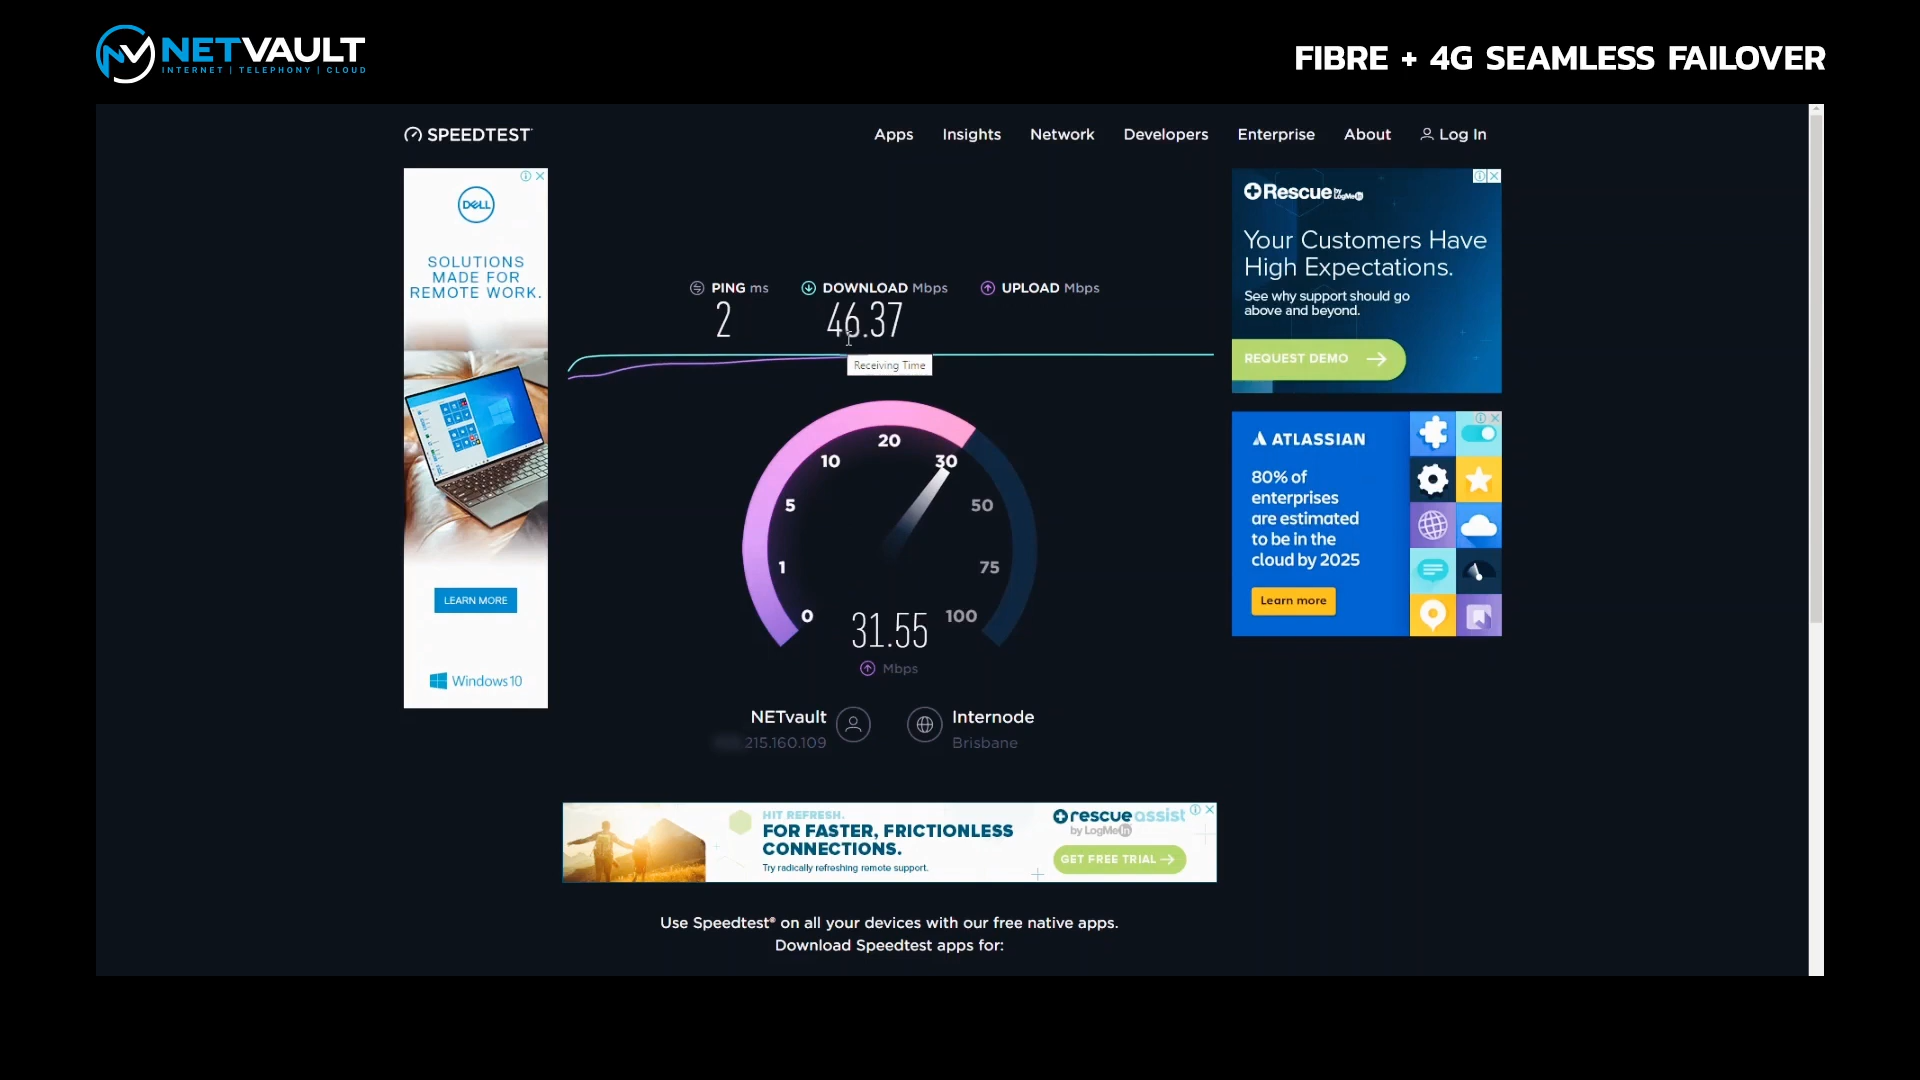 NETVAULT
INTERNET | TELEPHONY | CLOUD
FIBRE + 4G SEAMLESS FAILOVER
SPEEDTEST
Apps Insights Network Developers Enterprise About Log In
DELL
SOLUTIONS
MADE FOR
REMOTE WORK.
LEARN MORE
Windows 10
PING ms
2
DOWNLOAD Mbps
46.37
UPLOAD Mbps
Receiving Time
0
1
5
10
20
30
50
75
100
31.55
Mbps
NETvault
215.160.109
Internode
Brisbane
Rescue by LogMeIn
Your Customers Have
High Expectations.
See why support should go
above and beyond.
REQUEST DEMO
ATLASSIAN
80% of
enterprises
are estimated
to be in the
cloud by 2025
Learn more
HIT REFRESH.
FOR FASTER, FRICTIONLESS
CONNECTIONS.
Try radically refreshing remote support.
rescueassist
by LogMeIn
GET FREE TRIAL
Use Speedtest® on all your devices with our free native apps.
Download Speedtest apps for: